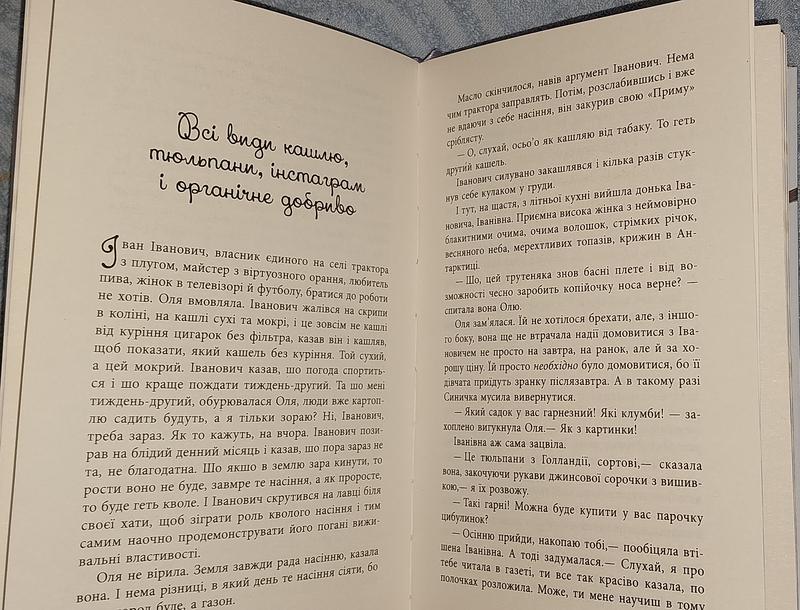 Всі види кашлю,
тюльпани, інстаграм
і органічне добриво
Іван Іванович, власник єдиного на селі трактора
з плугом, майстер з віртуозного орання, любитель
пива, жінок в телевізорі й футболу, братися до роботи
не хотів. Оля вмовляла. Іванович жалівся на скрипи
в коліні, на кашлі сухі та мокрі, і це зовсім не кашлі
від куріння цигарок без фільтра, казав він і кашляв,
щоб показати, який кашель без куріння. Той сухий,
а цей мокрий. Іванович казав, шо погода спортить-
ся і шо краще пождати тиждень-другий. Та шо мені
тиждень-другий, обурювалася Оля, люди вже картоп-
лю садить будуть, а я тільки зораю? Ні, Іванович,
треба зараз. Як то кажуть, на вчора. Іванович пози-
рав на блідий денний місяць і казав, шо пора зараз не
та, не благодатна. Шо якшо в землю зара кинути, то
рости воно не буде, завмре те насіння, а як проросте,
то буде геть кволе. І Іванович скрутився на лавці біля
своєї хати, щоб зіграти роль кволого насіння і тим
самим наочно продемонструвати його погані вижи-
вальні властивості.
Оля не вірила. Земля завжди рада насінню, казала
вона. І нема різниці, в який день те насіння сіяти, бо
город буде, а газон.
Масло скінчилося, навів аргумент Іванович. Нема
чим трактора заправлять. Потім, розслабившись і вже
не вдаючи з себе насіння, він закурив свою «Приму»
сріблясту.
— О, слухай, осьо'о як кашляю від табаку. То геть
другий кашель.
Іванович силувано закашлявся і кілька разів стук-
нув себе кулаком у груди.
І тут, на щастя, з літньої кухні вийшла донька Іва-
новича, Іванівна. Приємна висока жінка з неймовірно
блакитними очима, очима волошок, стрімких річок,
весняного неба, мерехтливих топазів, крижин в Ан-
тарктиці.
— Шо, цей трутеняка знов басні плете і від во-
зможності чесно заробить копійочку носа верне? —
спитала вона Олю.
Оля зам'ялася. Їй не хотілося брехати, але, з іншо-
го боку, вона ще не втрачала надії домовитися з Іва-
новичем не просто на завтра, на ранок, але й за хо-
рошу ціну. Їй просто необхідно було домовитися, бо її
дівчата приїдуть зранку післязавтра. А в такому разі
Синичка мусила вивернутися.
— Який садок у вас гарнезний! Які клумби! — за-
хоплено вигукнула Оля.— Як з картинки!
Іванівна аж сама зацвіла.
— Це тюльпани з Голландії, сортові,— сказала
вона, закочуючи рукави джинсової сорочки з вишив-
кою,— я їх розвожу.
— Такі гарні! Можна буде купити у вас парочку
цибулинок?
— Осінню прийди, накопаю тобі,— пообіцяла вті-
шена Іванівна. А тоді задумалася.— Слухай, я про
тебе читала в газеті, ти все так красіво казала, по
полочках розложила. Може, ти мене научиш в тому